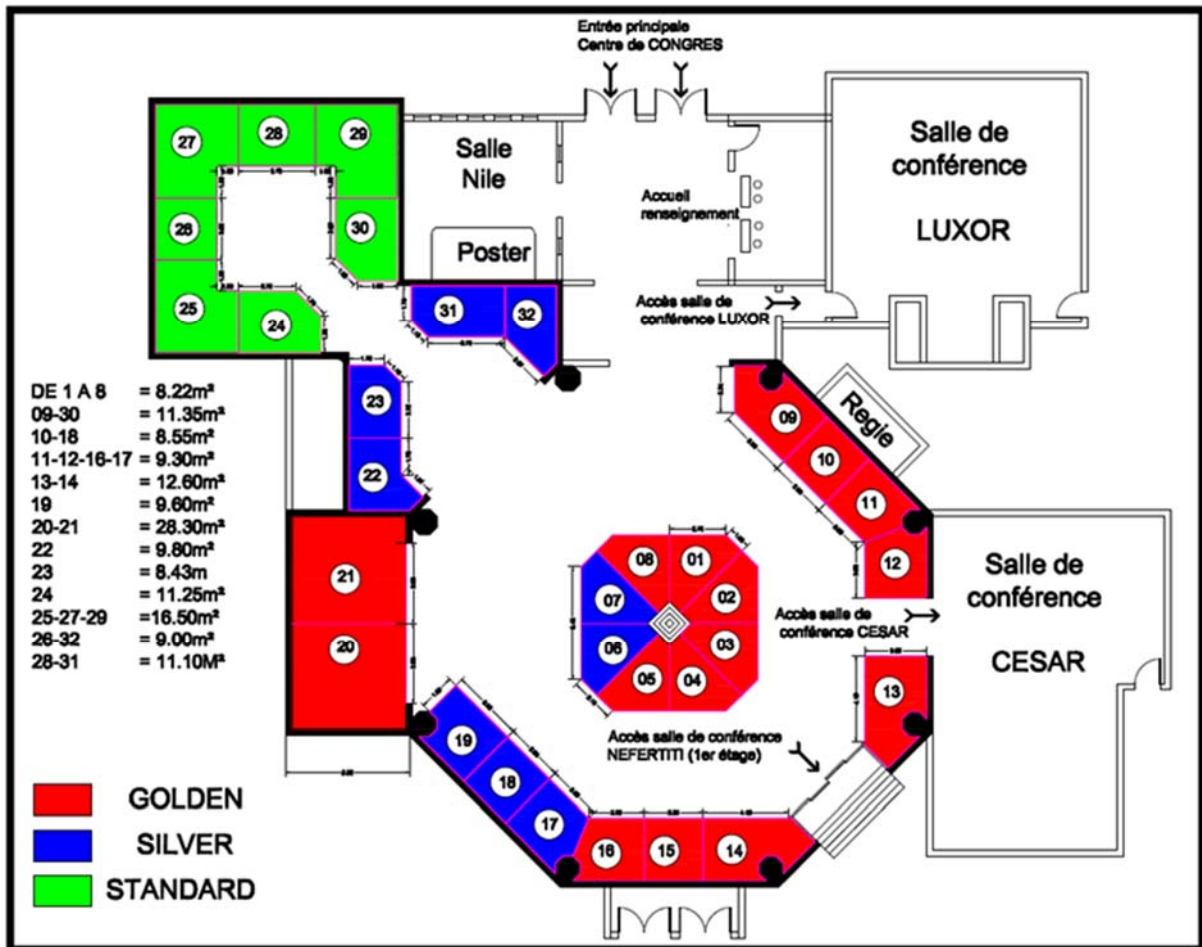 Entrée principale
Centre de CONGRES
27
28
29
26
30
25
24
Salle
Nile
Poster
Accueil
renseignement
Salle de
conférence
LUXOR
Accès salle de
conférence LUXOR
31
32
23
22
DE 1 A 8 = 8.22m²
09-30 = 11.35m²
10-18 = 8.55m²
11-12-16-17 = 9.30m²
13-14 = 12.60m²
19 = 9.60m²
20-21 = 28.30m²
22 = 9.80m²
23 = 8.43m
24 = 11.25m²
25-27-29 =16.50m²
26-32 = 9.00m²
28-31 = 11.10M²
Regie
09
10
11
12
21
20
08
01
07
02
06
03
05
04
Accès salle de
conférence CESAR
Salle de
conférence
CESAR
13
Accès salle de conférence
NEFERTITI (1er étage)
19
18
17
16
15
14
GOLDEN
SILVER
STANDARD